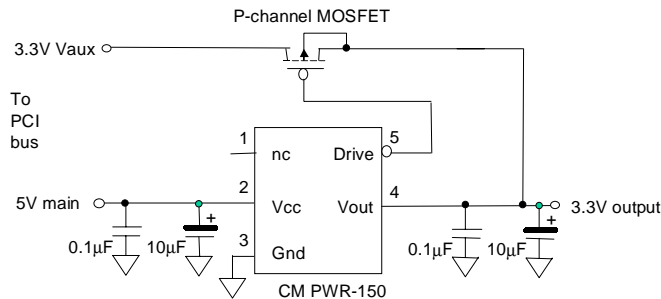 P-channel MOSFET
3.3V Vaux
To
PCI
bus
1
nc
Drive
5
5V main
2
Vcc
Vout
4
3.3V output
0.1μF
+
10μF
3
Gnd
0.1μF
+
10μF
CM PWR-150